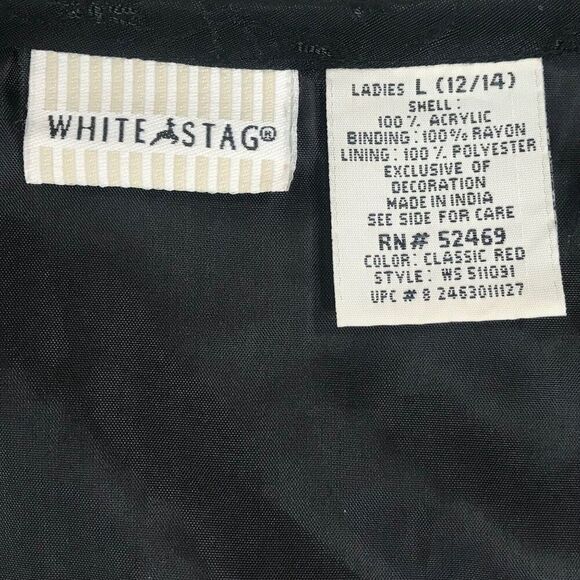 WHITE STAG®
LADIES L (12/14)
SHELL:
100% ACRYLIC
BINDING: 100% RAYON
LINING: 100% POLYESTER
EXCLUSIVE OF
DECORATION
MADE IN INDIA
SEE SIDE FOR CARE
RN# 52469
COLOR: CLASSIC RED
STYLE: WS 511091
UPC # 8 2463011127